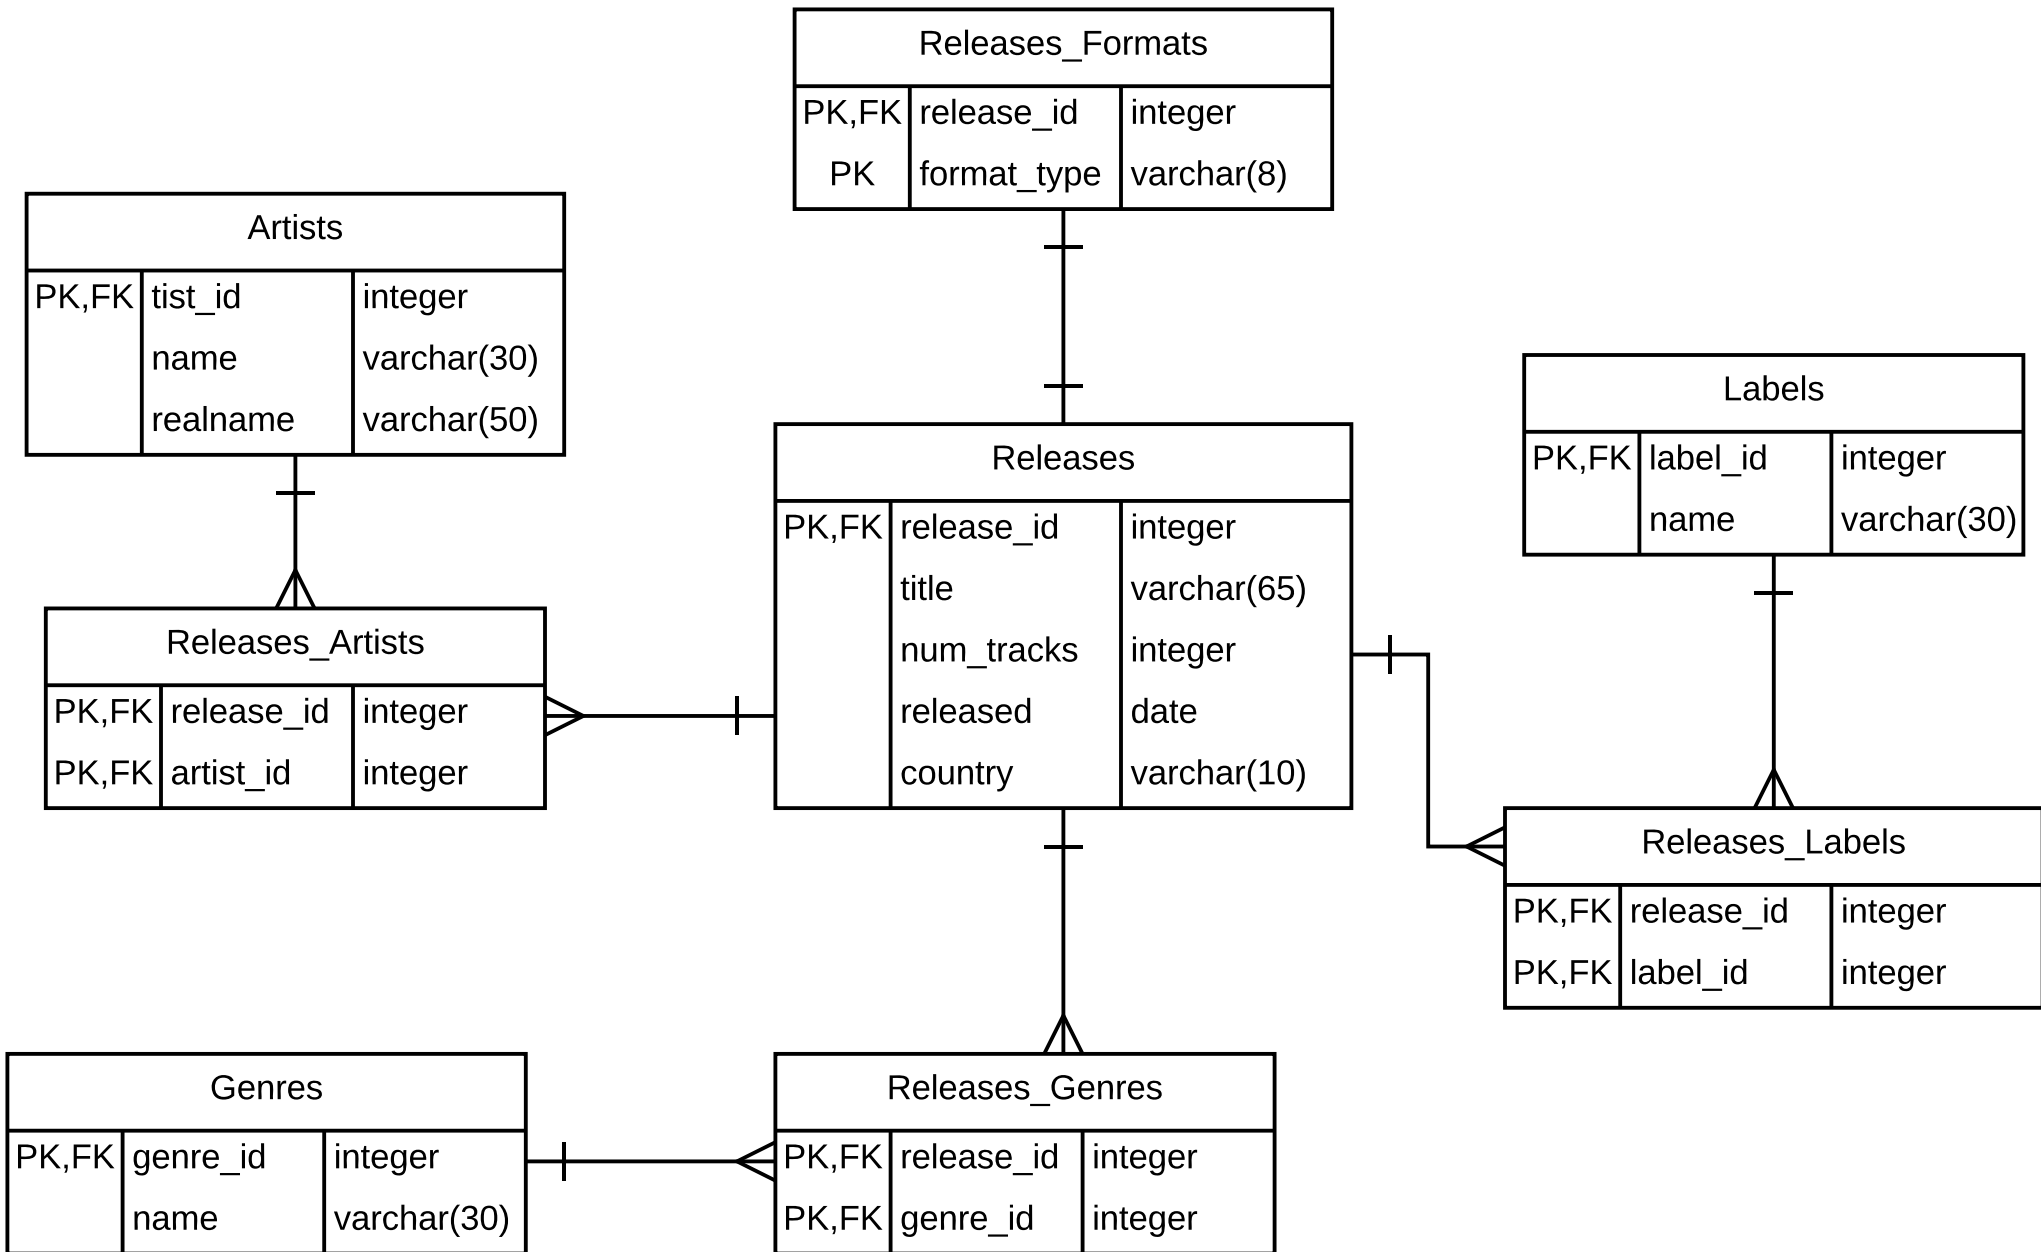 Releases_Formats
PK,FK release_id integer
PK format_type varchar(8)
Artists
PK,FK tist_id integer
name varchar(30)
realname varchar(50)
Labels
PK,FK label_id integer
name varchar(30)
Releases
PK,FK release_id integer
title varchar(65)
num_tracks integer
released date
country varchar(10)
Releases_Artists
PK,FK release_id integer
PK,FK artist_id integer
Releases_Labels
PK,FK release_id integer
PK,FK label_id integer
Genres
PK,FK genre_id integer
name varchar(30)
Releases_Genres
PK,FK release_id integer
PK,FK genre_id integer